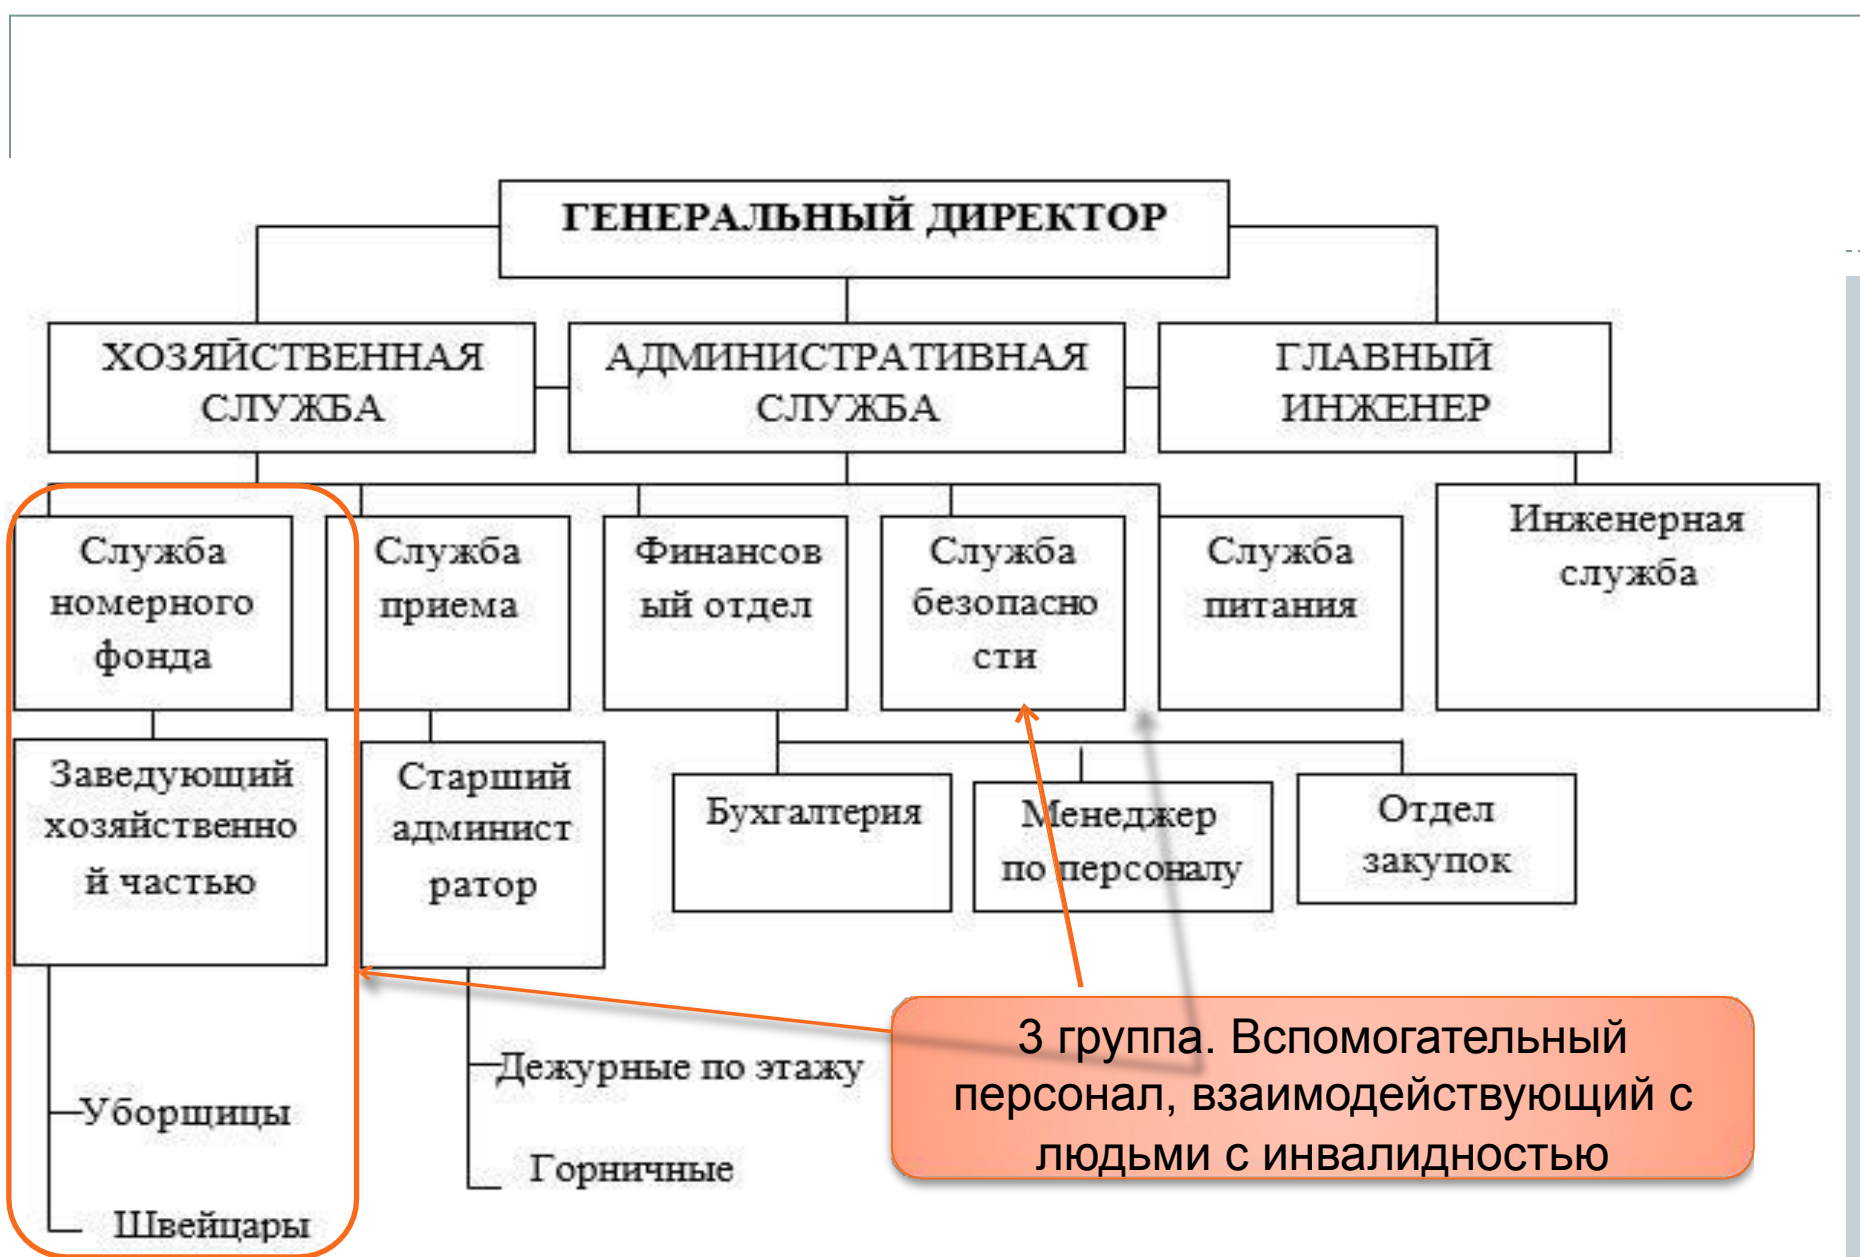 ГЕНЕРАЛЬНЫЙ ДИРЕКТОР
ХОЗЯЙСТВЕННАЯ
СЛУЖБА
АДМИНИСТРАТИВНАЯ
СЛУЖБА
ГЛАВНЫЙ
ИНЖЕНЕР
Служба
номерного
фонда
Служба
приема
Финансов
ый отдел
Служба
безопасно
сти
Служба
питания
Инженерная
служба
Заведующий
хозяйственно
й частью
Старший
админист
ратор
Бухгалтерия
Менеджер
по персоналу
Отдел
закупок
Уборщицы
Швейцары
Дежурные по этажу
Горничные
3 группа. Вспомогательный
персонал, взаимодействующий с
людьми с инвалидностью